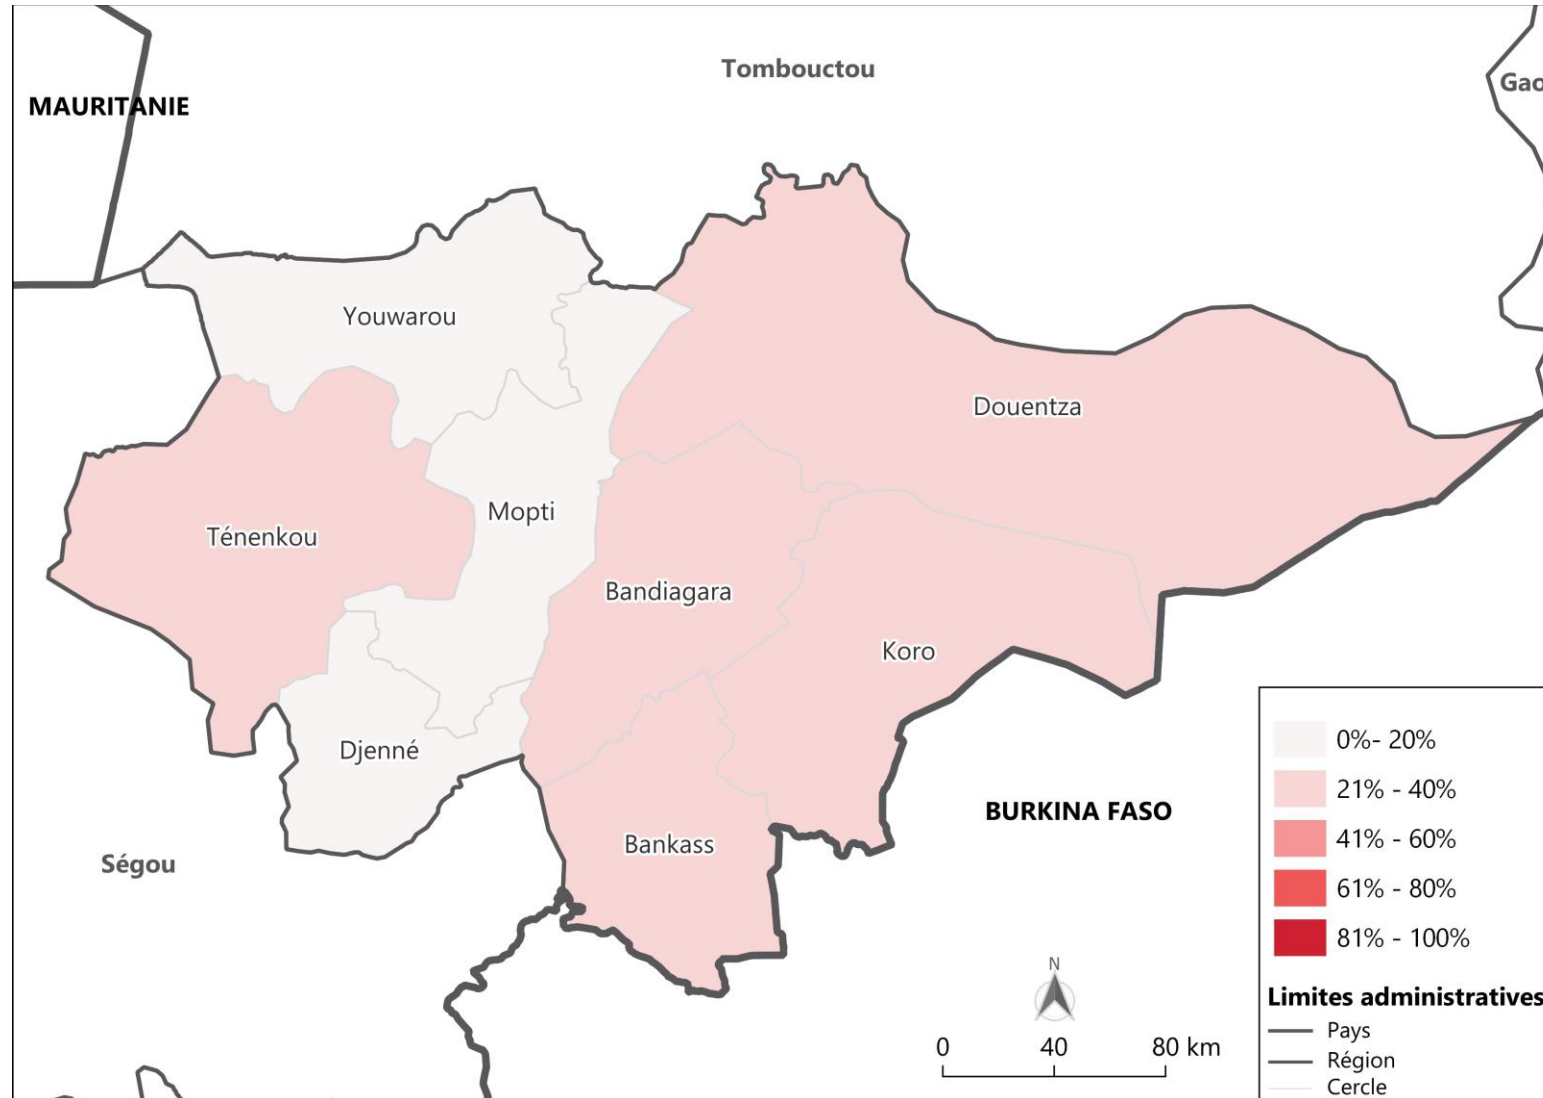 Tombouctou
Gao
MAURITANIE
Youwarou
Douentza
Mopti
Ténenkou
Bandiagara
Koro
Djenné
BURKINA FASO
Bankass
Ségou
0%- 20%
21% - 40%
41% - 60%
61% - 80%
81% - 100%
N
Limites administratives
0 40 80 km
Pays
Région
Cercle